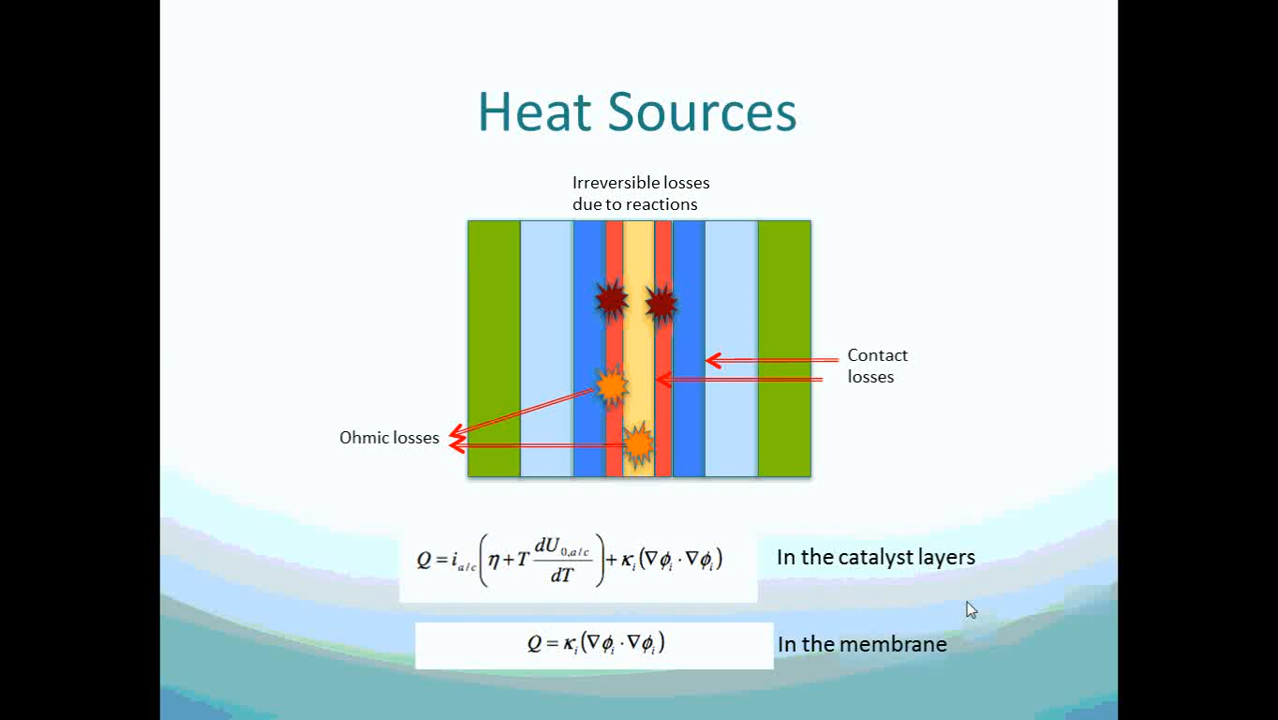 Heat Sources
Irreversible losses
due to reactions
Contact
losses
Ohmic losses
Q = i_{a/c}(η + T dU_{0,a/c}/dT) + κ_i(∇ϕ_i · ∇ϕ_i)
In the catalyst layers
Q = κ_i(∇ϕ_i · ∇ϕ_i)
In the membrane